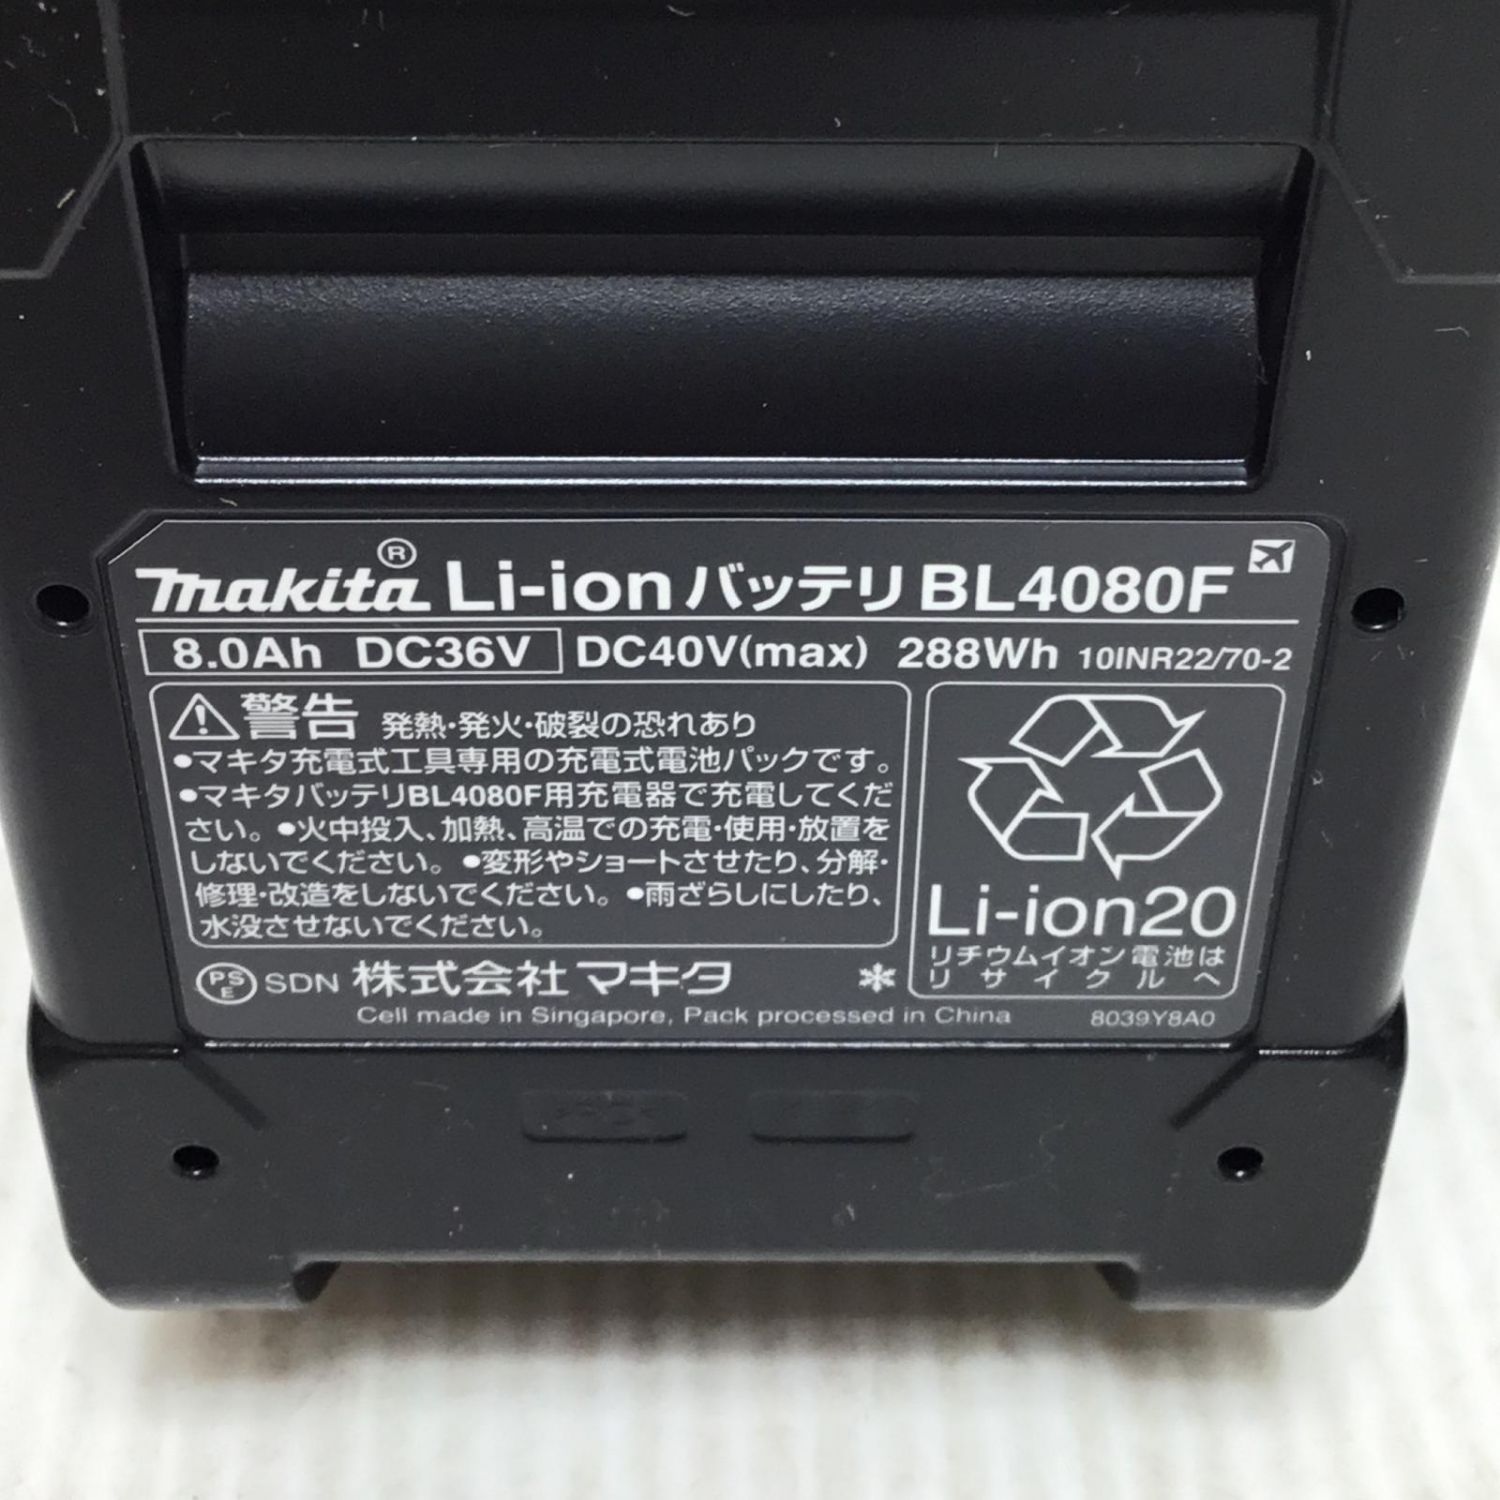 makita® Li-ionバッテリBL4080F
8.0Ah DC36V DC40V(max) 288Wh 10INR22/70-2
警告 発熱・発火・破裂の恐れあり
●マキタ充電式工具専用の充電式電池パックです。
●マキタバッテリBL4080F用充電器で充電してくだ
さい。●火中投入、加熱、高温での充電・使用・放置を
しないでください。●変形やショートさせたり、分解・
修理・改造をしないでください。●雨ざらしにしたり、
水没させないでください。
Li-ion20
リチウムイオン電池は
リサイクルへ
PSE SDN 株式会社マキタ
Cell made in Singapore, Pack processed in China 8039Y8A0